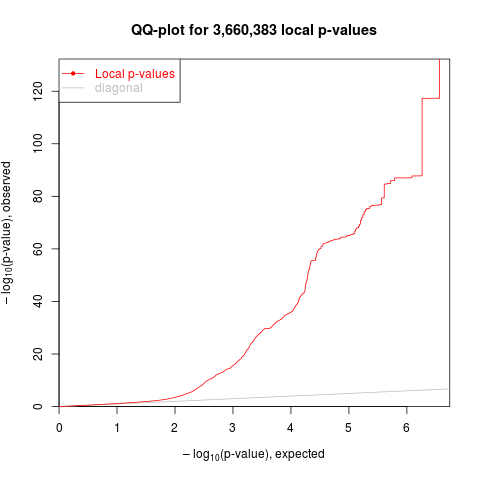 QQ-plot for 3,660,383 local p-values
Local p-values
diagonal
120
100
80
60
40
20
0
– log10(p-value), observed
0 1 2 3 4 5 6
– log10(p-value), expected